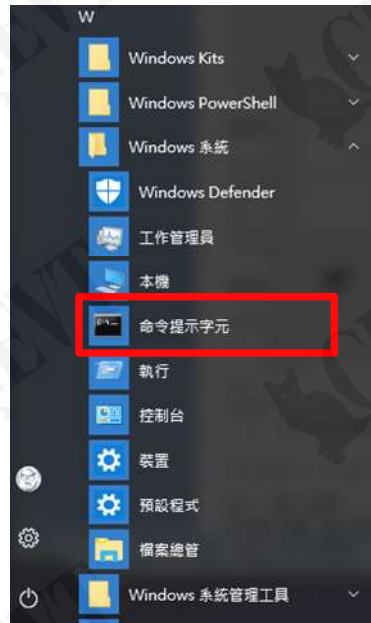 W
Windows Kits
Windows PowerShell
Windows 系統
Windows Defender
工作管理員
本機
命令提示字元
執行
控制台
裝置
預設程式
檔案總管
Windows 系統管理工具